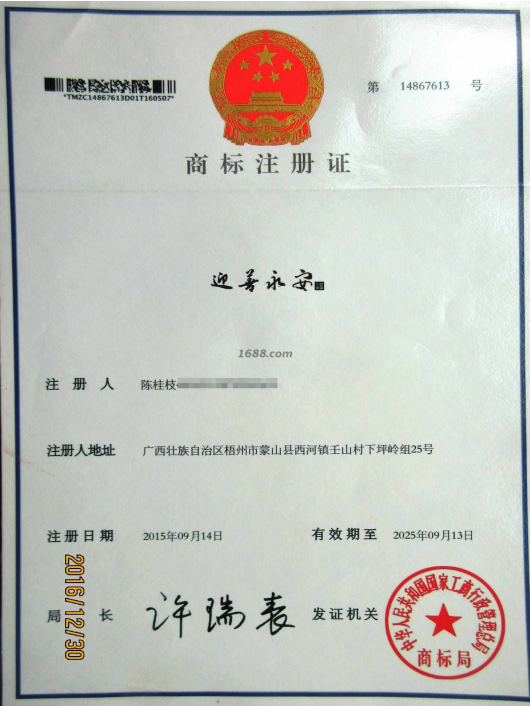 第 14867613 号
*TMZC14867613D01T160507*
商标注册证
迎善永安
1688.com
注册人 陈桂枝
注册人地址 广西壮族自治区梧州市蒙山县西河镇壬山村下坪岭组25号
注册日期 2015年09月14日 有效期至 2025年09月13日
局长 许瑞表 发证机关
中华人民共和国国家工商行政管理总局
商标局
2016/12/30